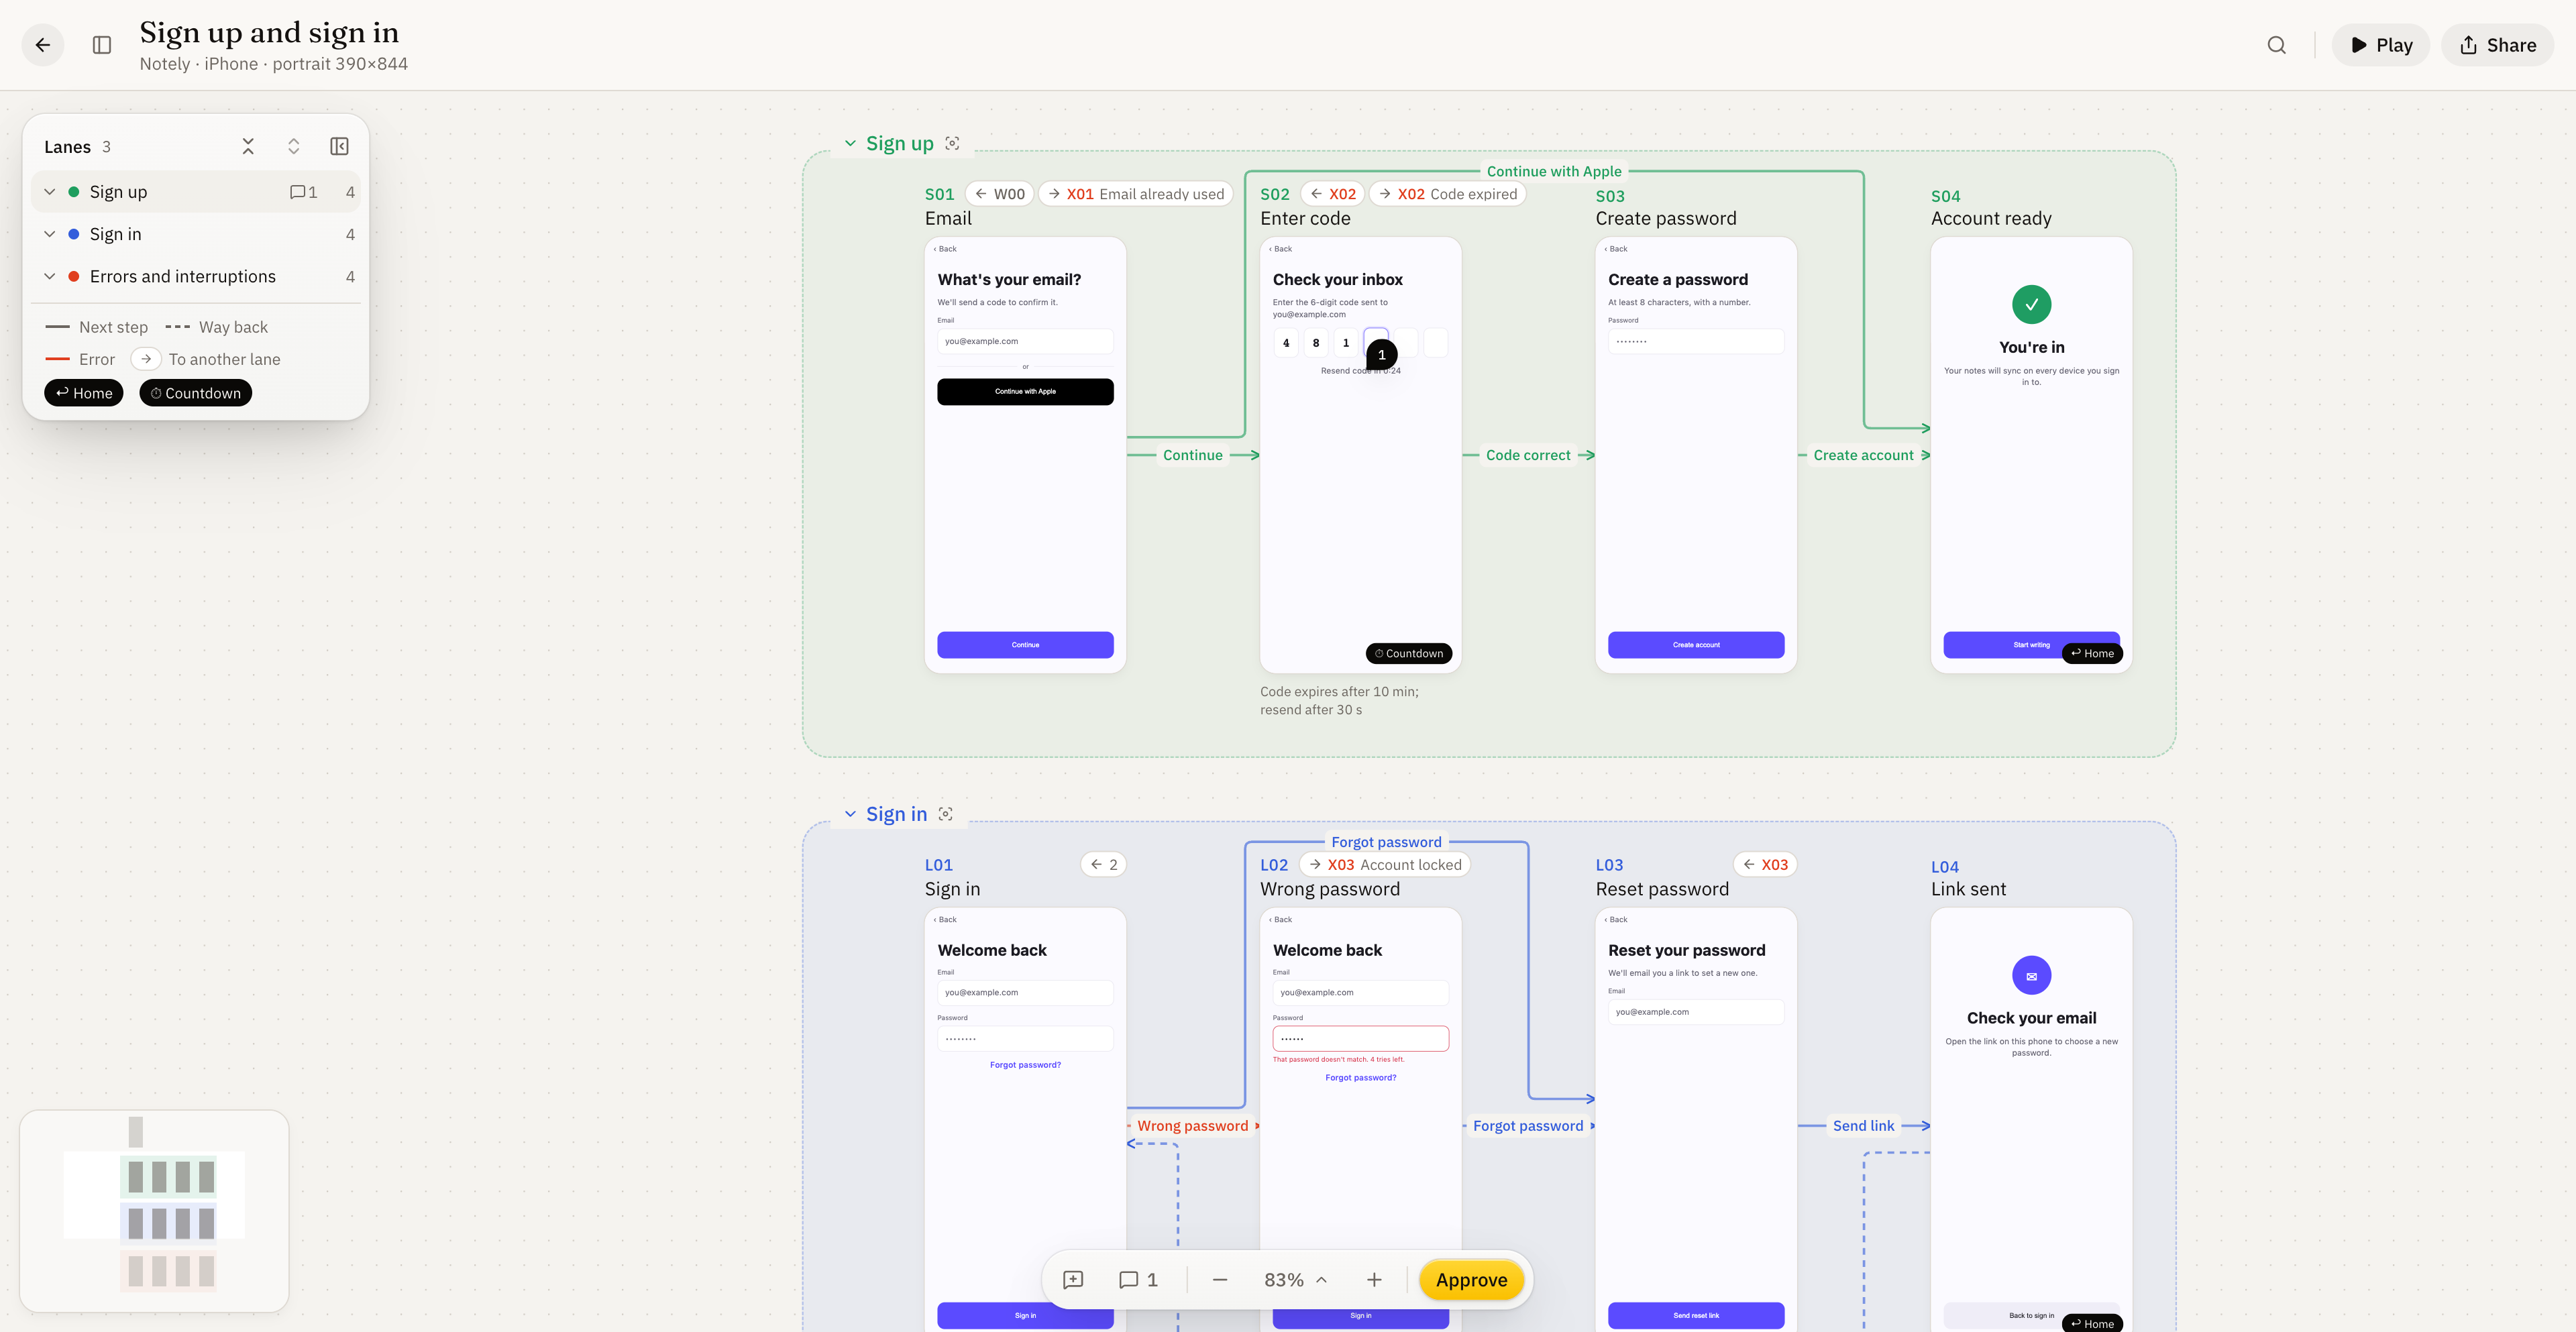 Sign up and sign in
Notely · iPhone · portrait 390×844
Play
Share
Lanes 3
Sign up 1 4
Sign in 4
Errors and interruptions 4
Next step
Way back
Error
To another lane
Home
Countdown
Sign up
Continue with Apple
S01 ← W00 → X01 Email already used
Email
‹ Back
What's your email?
We'll send a code to confirm it.
Email
you@example.com
or
Continue with Apple
Continue
Continue
S02 ← X02 → X02 Code expired
Enter code
‹ Back
Check your inbox
Enter the 6-digit code sent to
you@example.com
4 8 1
1
Resend code in 0:24
Countdown
Code expires after 10 min;
resend after 30 s
Code correct
S03
Create password
‹ Back
Create a password
At least 8 characters, with a number.
Password
Create account
Create account
S04
Account ready
You're in
Your notes will sync on every device you sign
in to.
Start writing
Home
Sign in
Forgot password
L01 ← 2
Sign in
‹ Back
Welcome back
Email
you@example.com
Password
Forgot password?
Sign in
Wrong password
L02 → X03 Account locked
Wrong password
‹ Back
Welcome back
Email
you@example.com
Password
That password doesn't match. 4 tries left.
Forgot password?
Sign in
Forgot password
L03 ← X03
Reset password
‹ Back
Reset your password
We'll email you a link to set a new one.
Email
you@example.com
Send reset link
Send link
L04
Link sent
Check your email
Open the link on this phone to choose a new
password.
Back to sign in
Home
1
83%
Approve